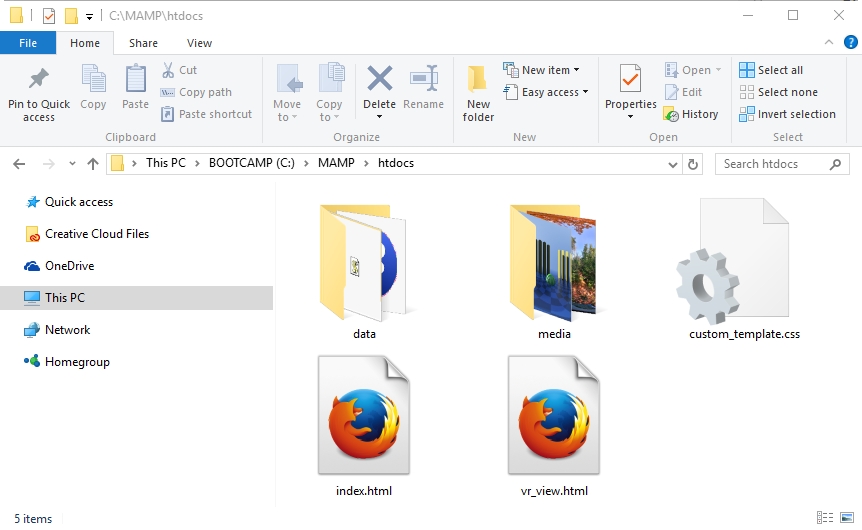 C:\MAMP\htdocs
File Home Share View
Pin to Quick access
Copy
Paste
Cut
Copy path
Paste shortcut
Move to
Copy to
Delete
Rename
New folder
New item
Easy access
Properties
Open
Edit
History
Select all
Select none
Invert selection
Clipboard Organize New Open Select
This PC BOOTCAMP (C:) MAMP htdocs
Search htdocs
Quick access
Creative Cloud Files
OneDrive
This PC
Network
Homegroup
data media custom_template.css
index.html vr_view.html
5 items